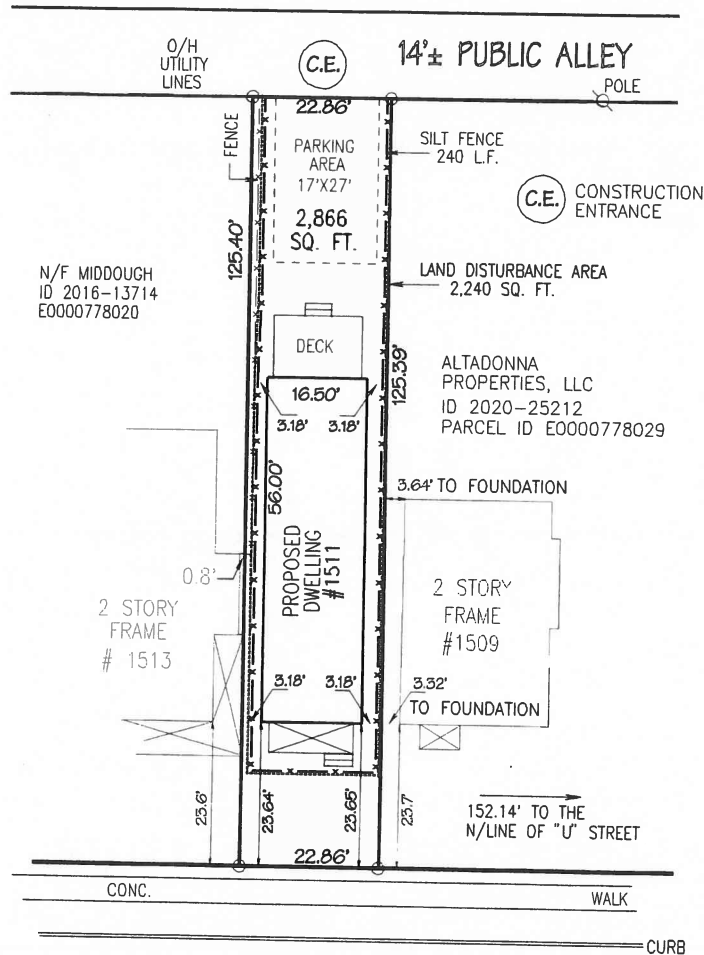 O/H
UTILITY
LINES
C.E.
14'± PUBLIC ALLEY
POLE
22.86'
FENCE
PARKING
AREA
17'X27'
2,866
SQ. FT.
SILT FENCE
240 L.F.
C.E.
CONSTRUCTION
ENTRANCE
125.40'
N/F MIDDOUGH
ID 2016-13714
E0000778020
LAND DISTURBANCE AREA
2,240 SQ. FT.
DECK
125.39'
ALTADONNA
PROPERTIES, LLC
ID 2020-25212
PARCEL ID E0000778029
16.50'
3.18'
3.18'
56.00'
3.64' TO FOUNDATION
PROPOSED
DWELLING
#1511
0.8'
2 STORY
FRAME
# 1513
2 STORY
FRAME
#1509
3.18'
3.18'
3.32'
TO FOUNDATION
23.6'
23.64'
23.65'
23.7'
152.14' TO THE
N/LINE OF "U" STREET
22.86'
CONC.
WALK
CURB